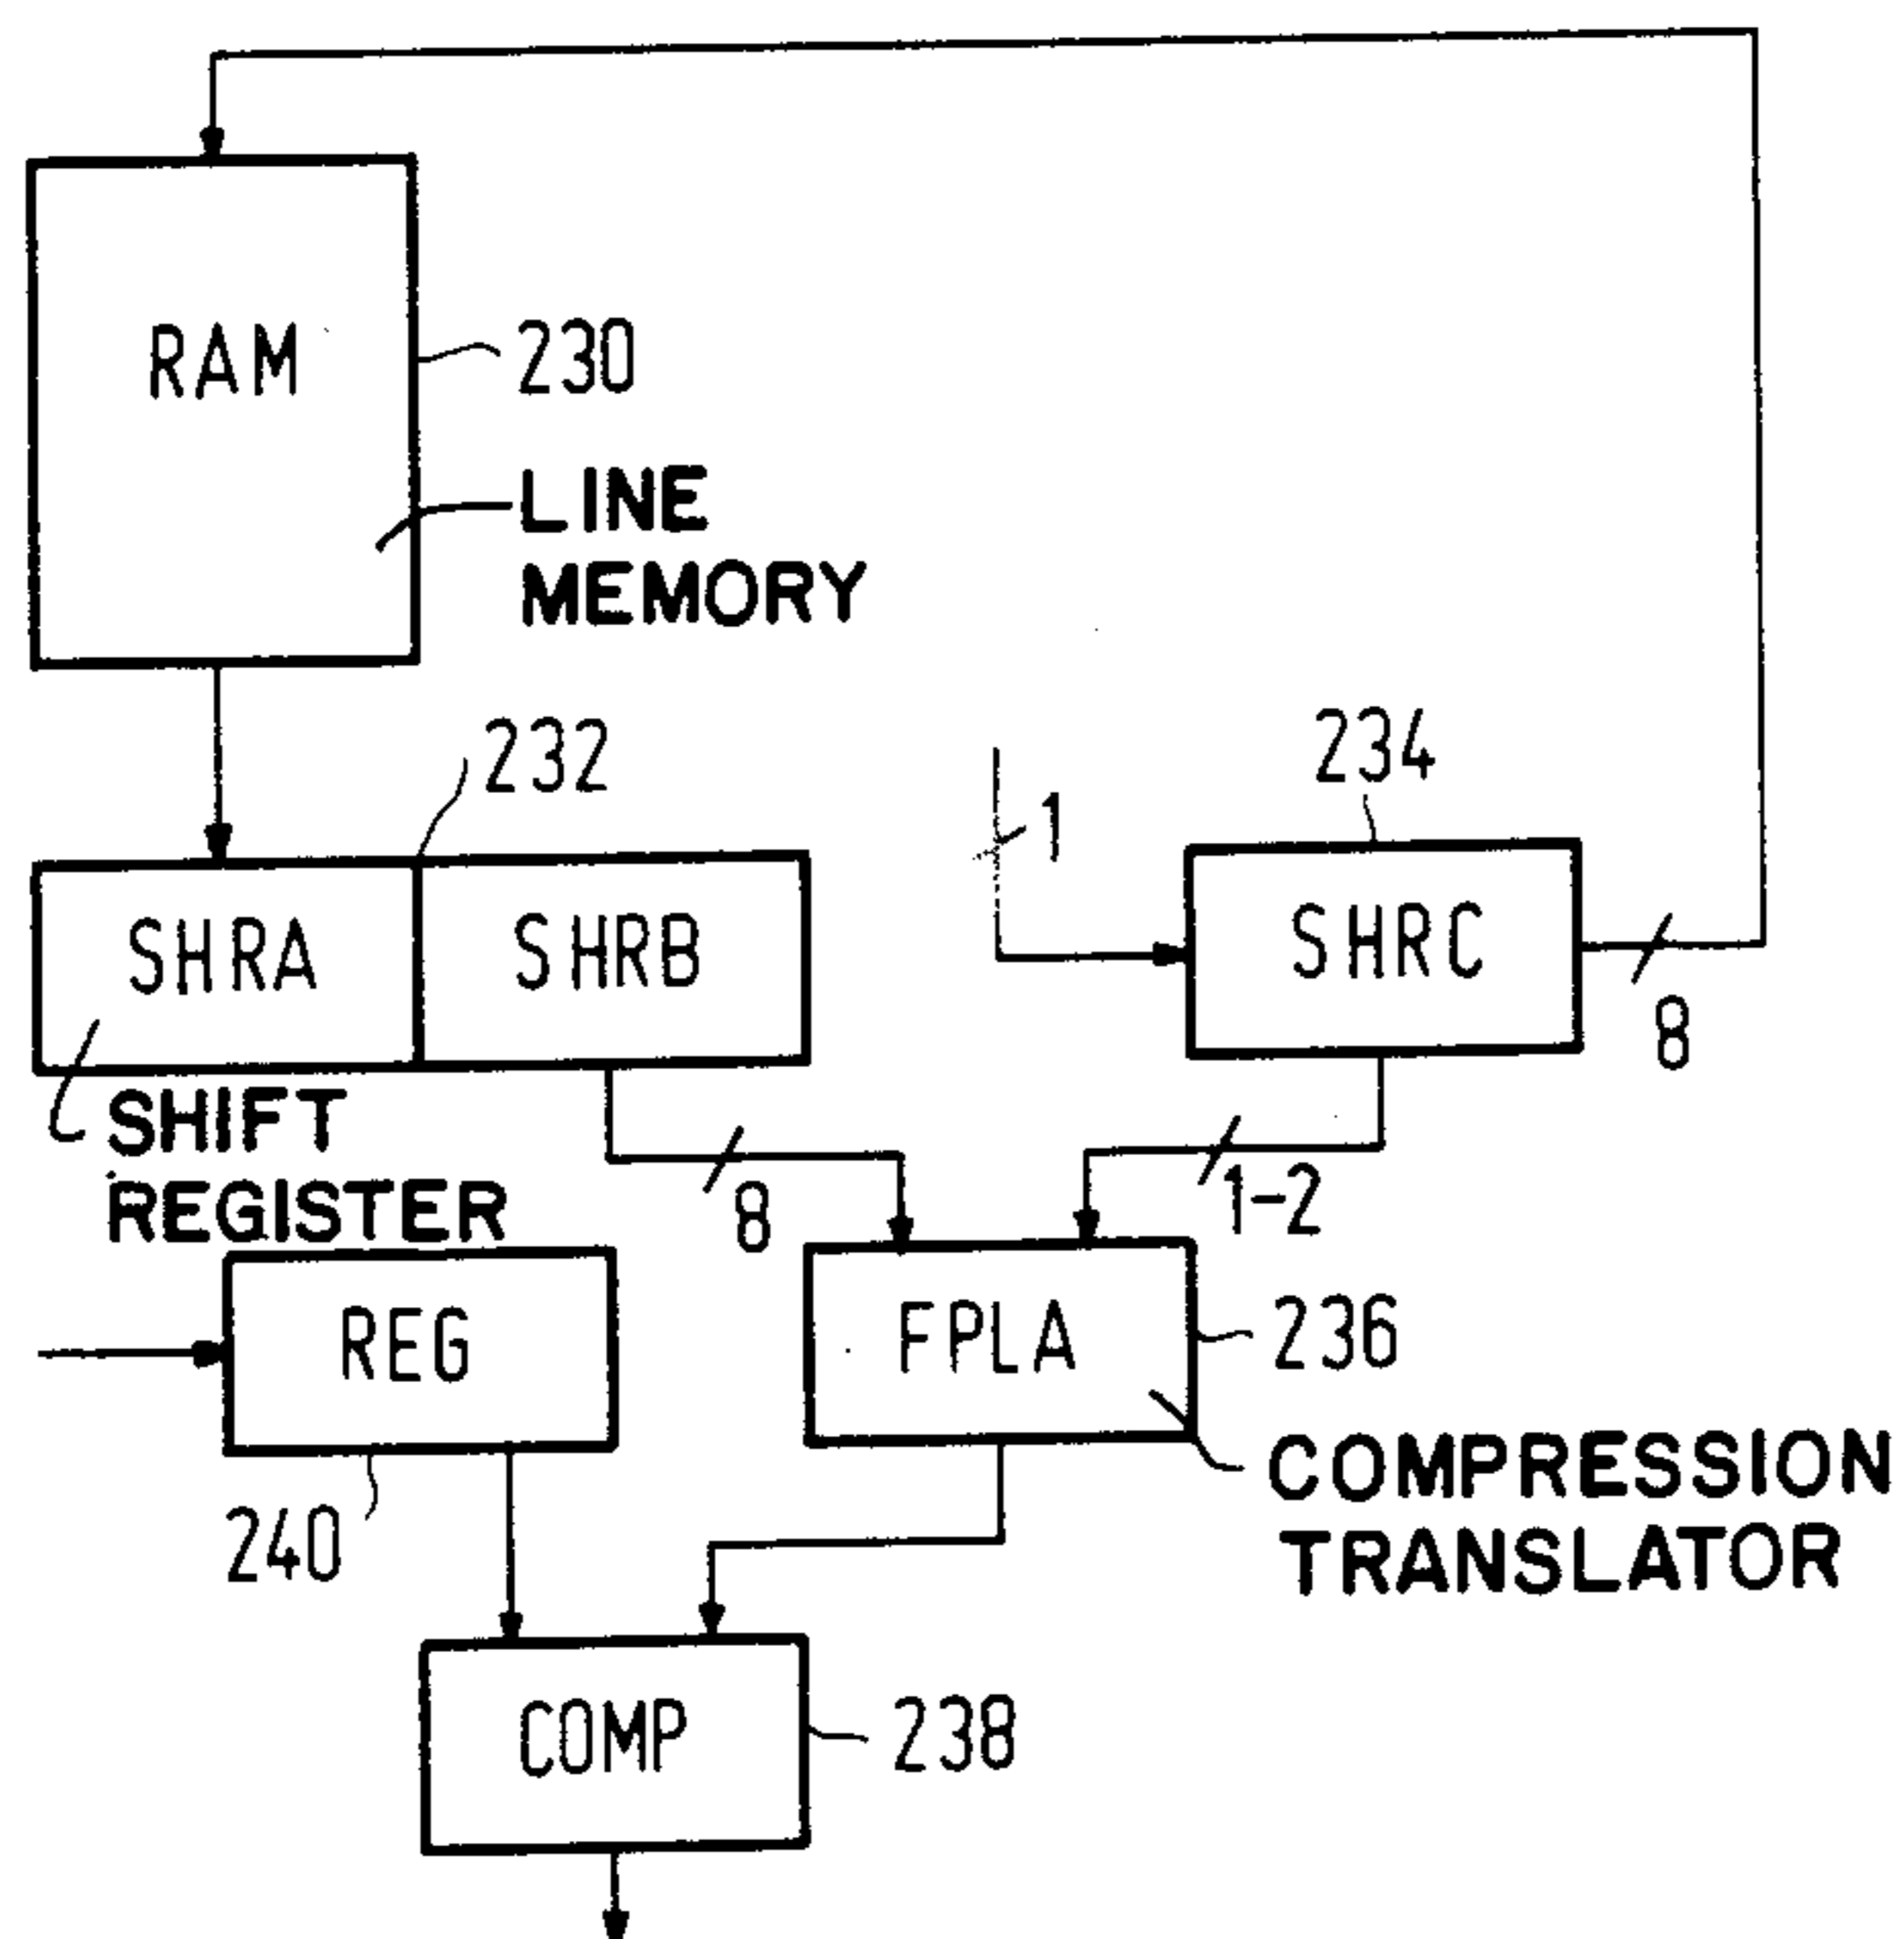 RAM
230
LINE
MEMORY
232
234
1
SHRA
SHRB
SHRC
8
SHIFT
REGISTER
8
1-2
REG
FPLA
236
240
COMPRESSION
TRANSLATOR
COMP
238